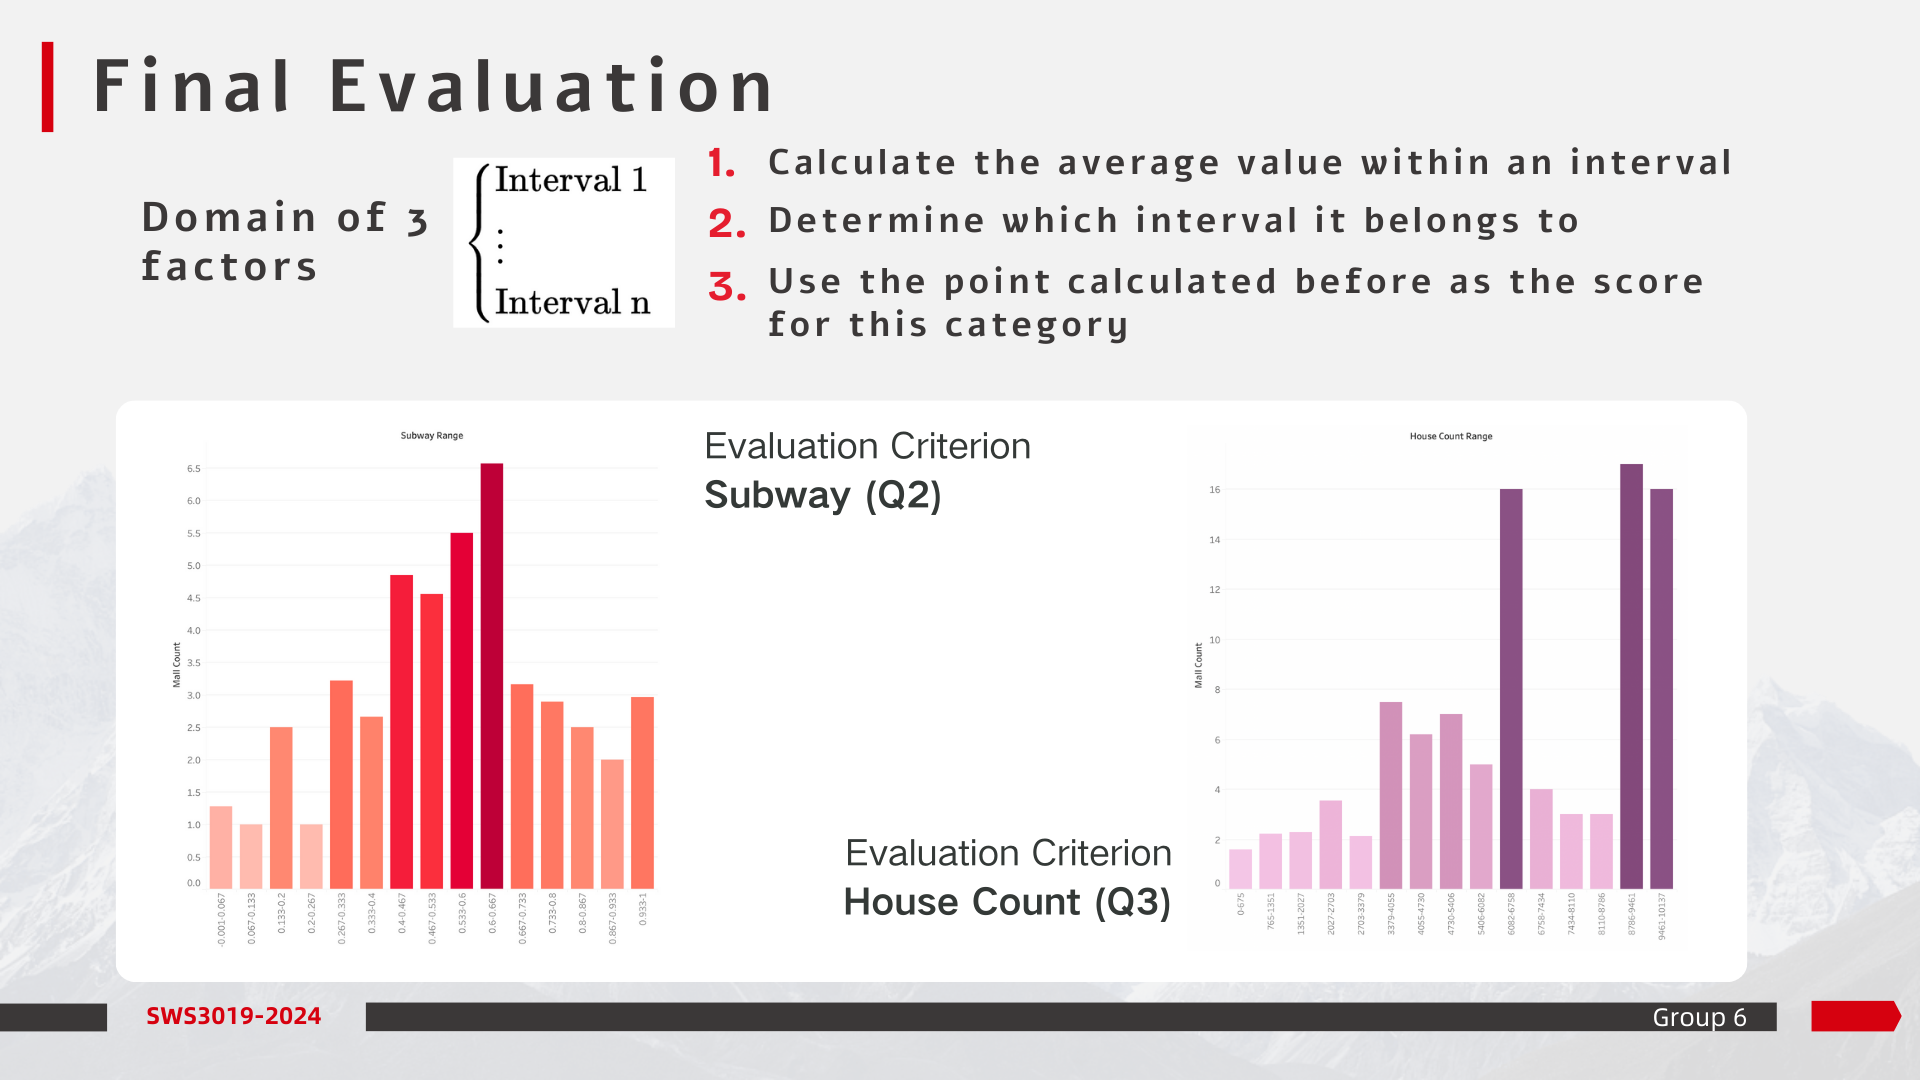 Final Evaluation
Domain of 3
factors
Interval 1
⋮
Interval n
1. Calculate the average value within an interval
2. Determine which interval it belongs to
3. Use the point calculated before as the score
for this category
Subway Range
Mall Count
6.5
6.0
5.5
5.0
4.5
4.0
3.5
3.0
2.5
2.0
1.5
1.0
0.5
0.0
-0.001-0.067
0.067-0.133
0.133-0.2
0.2-0.267
0.267-0.333
0.333-0.4
0.4-0.467
0.467-0.533
0.533-0.6
0.6-0.667
0.667-0.733
0.733-0.8
0.8-0.867
0.867-0.933
0.933-1
Evaluation Criterion
Subway (Q2)
Evaluation Criterion
House Count (Q3)
House Count Range
Mall Count
16
14
12
10
8
6
4
2
0
0-675
765-1351
1351-2027
2027-2703
2703-3379
3379-4055
4055-4730
4730-5406
5406-6082
6082-6758
6758-7434
7434-8110
8110-8786
8786-9461
9461-10137
SWS3019-2024
Group 6